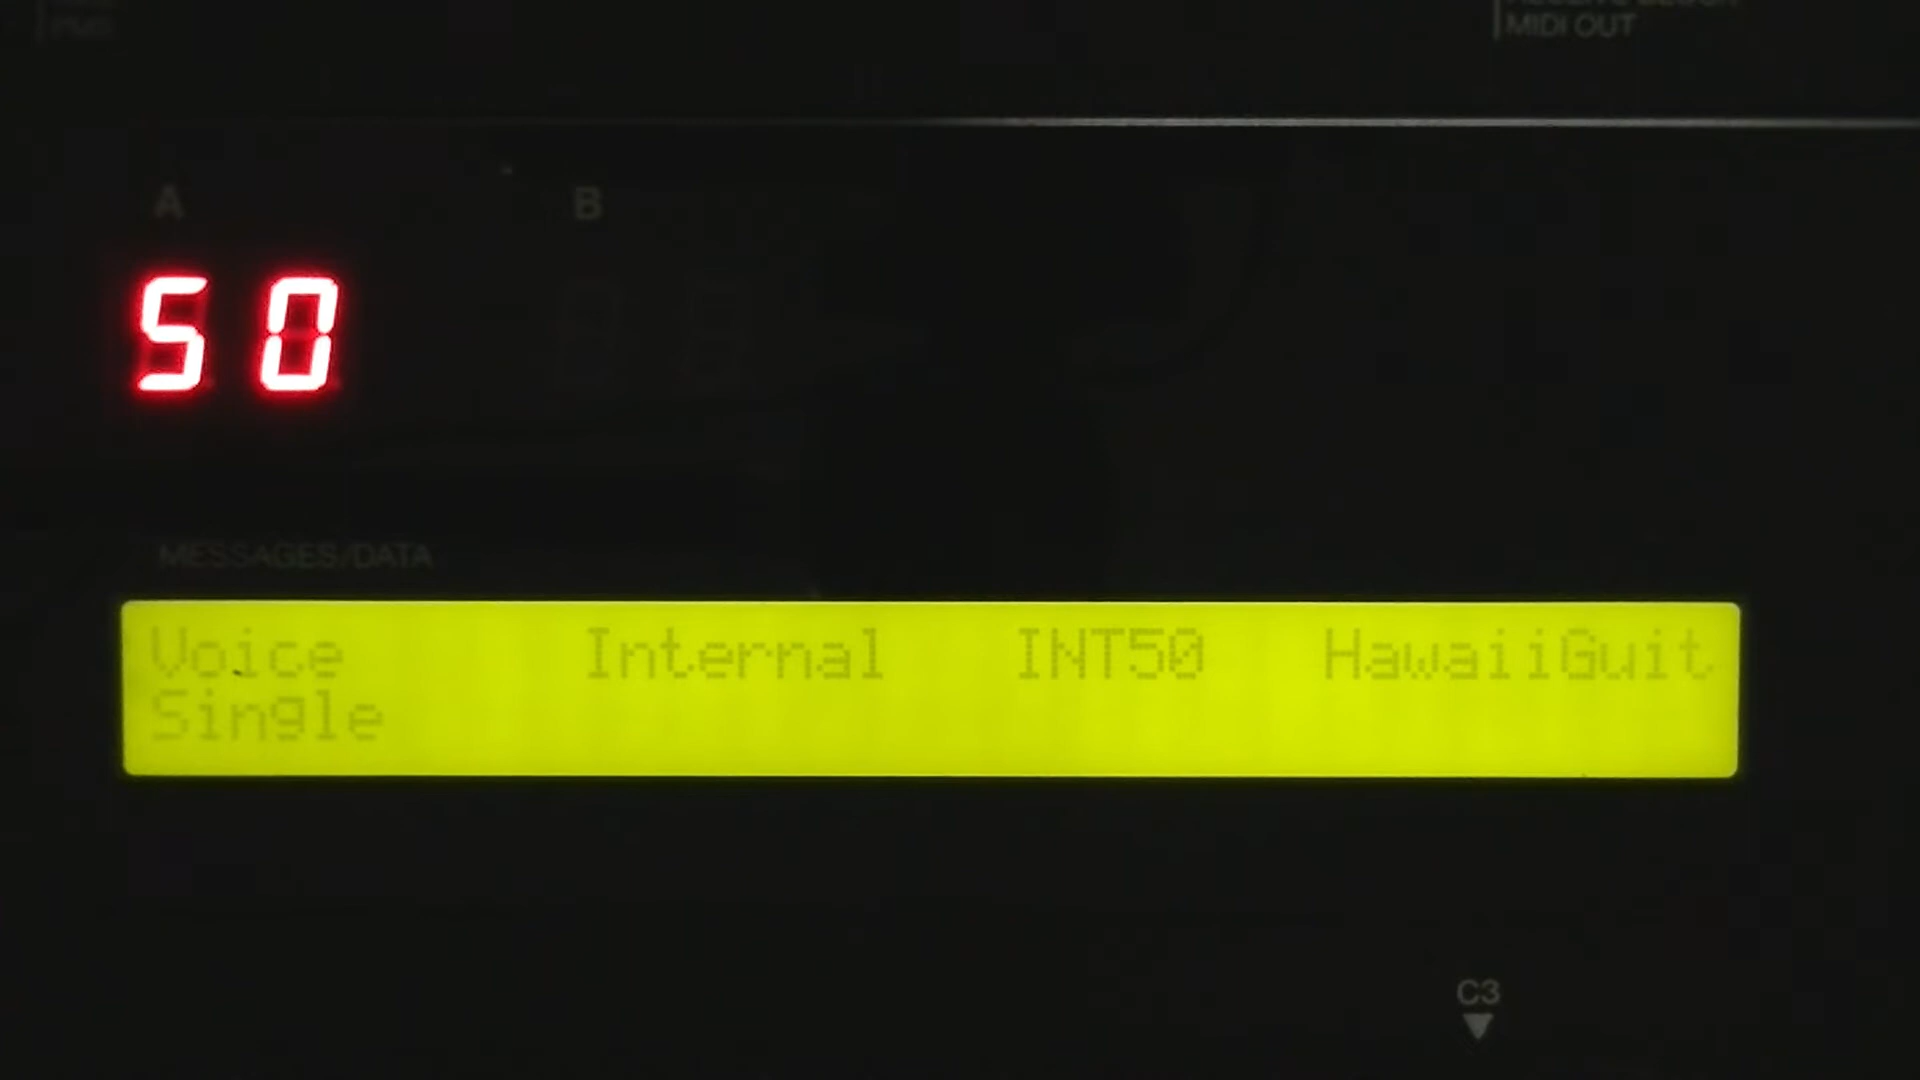 MIDI OUT
A B
50
MESSAGES/DATA
Voice Internal INT50 HawaiiGuit
Single
C3